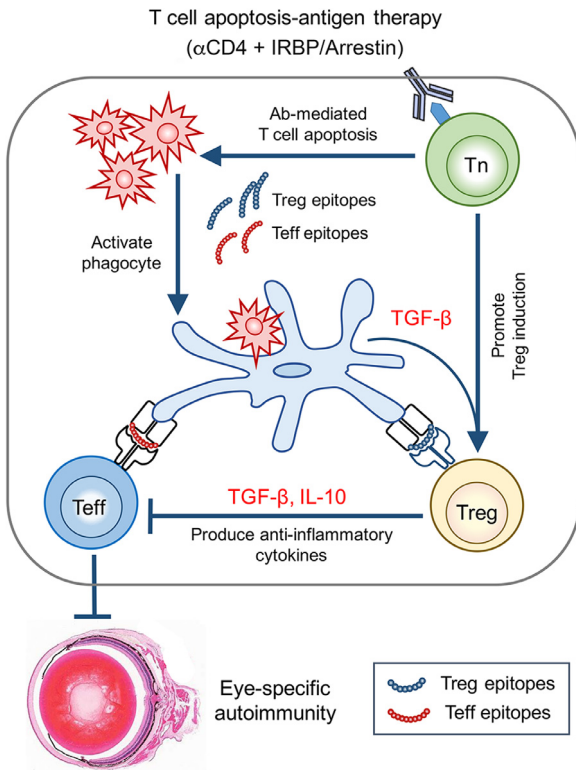 T cell apoptosis-antigen therapy
(αCD4 + IRBP/Arrestin)
Ab-mediated
T cell apoptosis
Tn
Treg epitopes
Teff epitopes
Activate
phagocyte
TGF-β
Promote
Treg induction
Teff
TGF-β, IL-10
Produce anti-inflammatory
cytokines
Treg
Eye-specific
autoimmunity
Treg epitopes
Teff epitopes